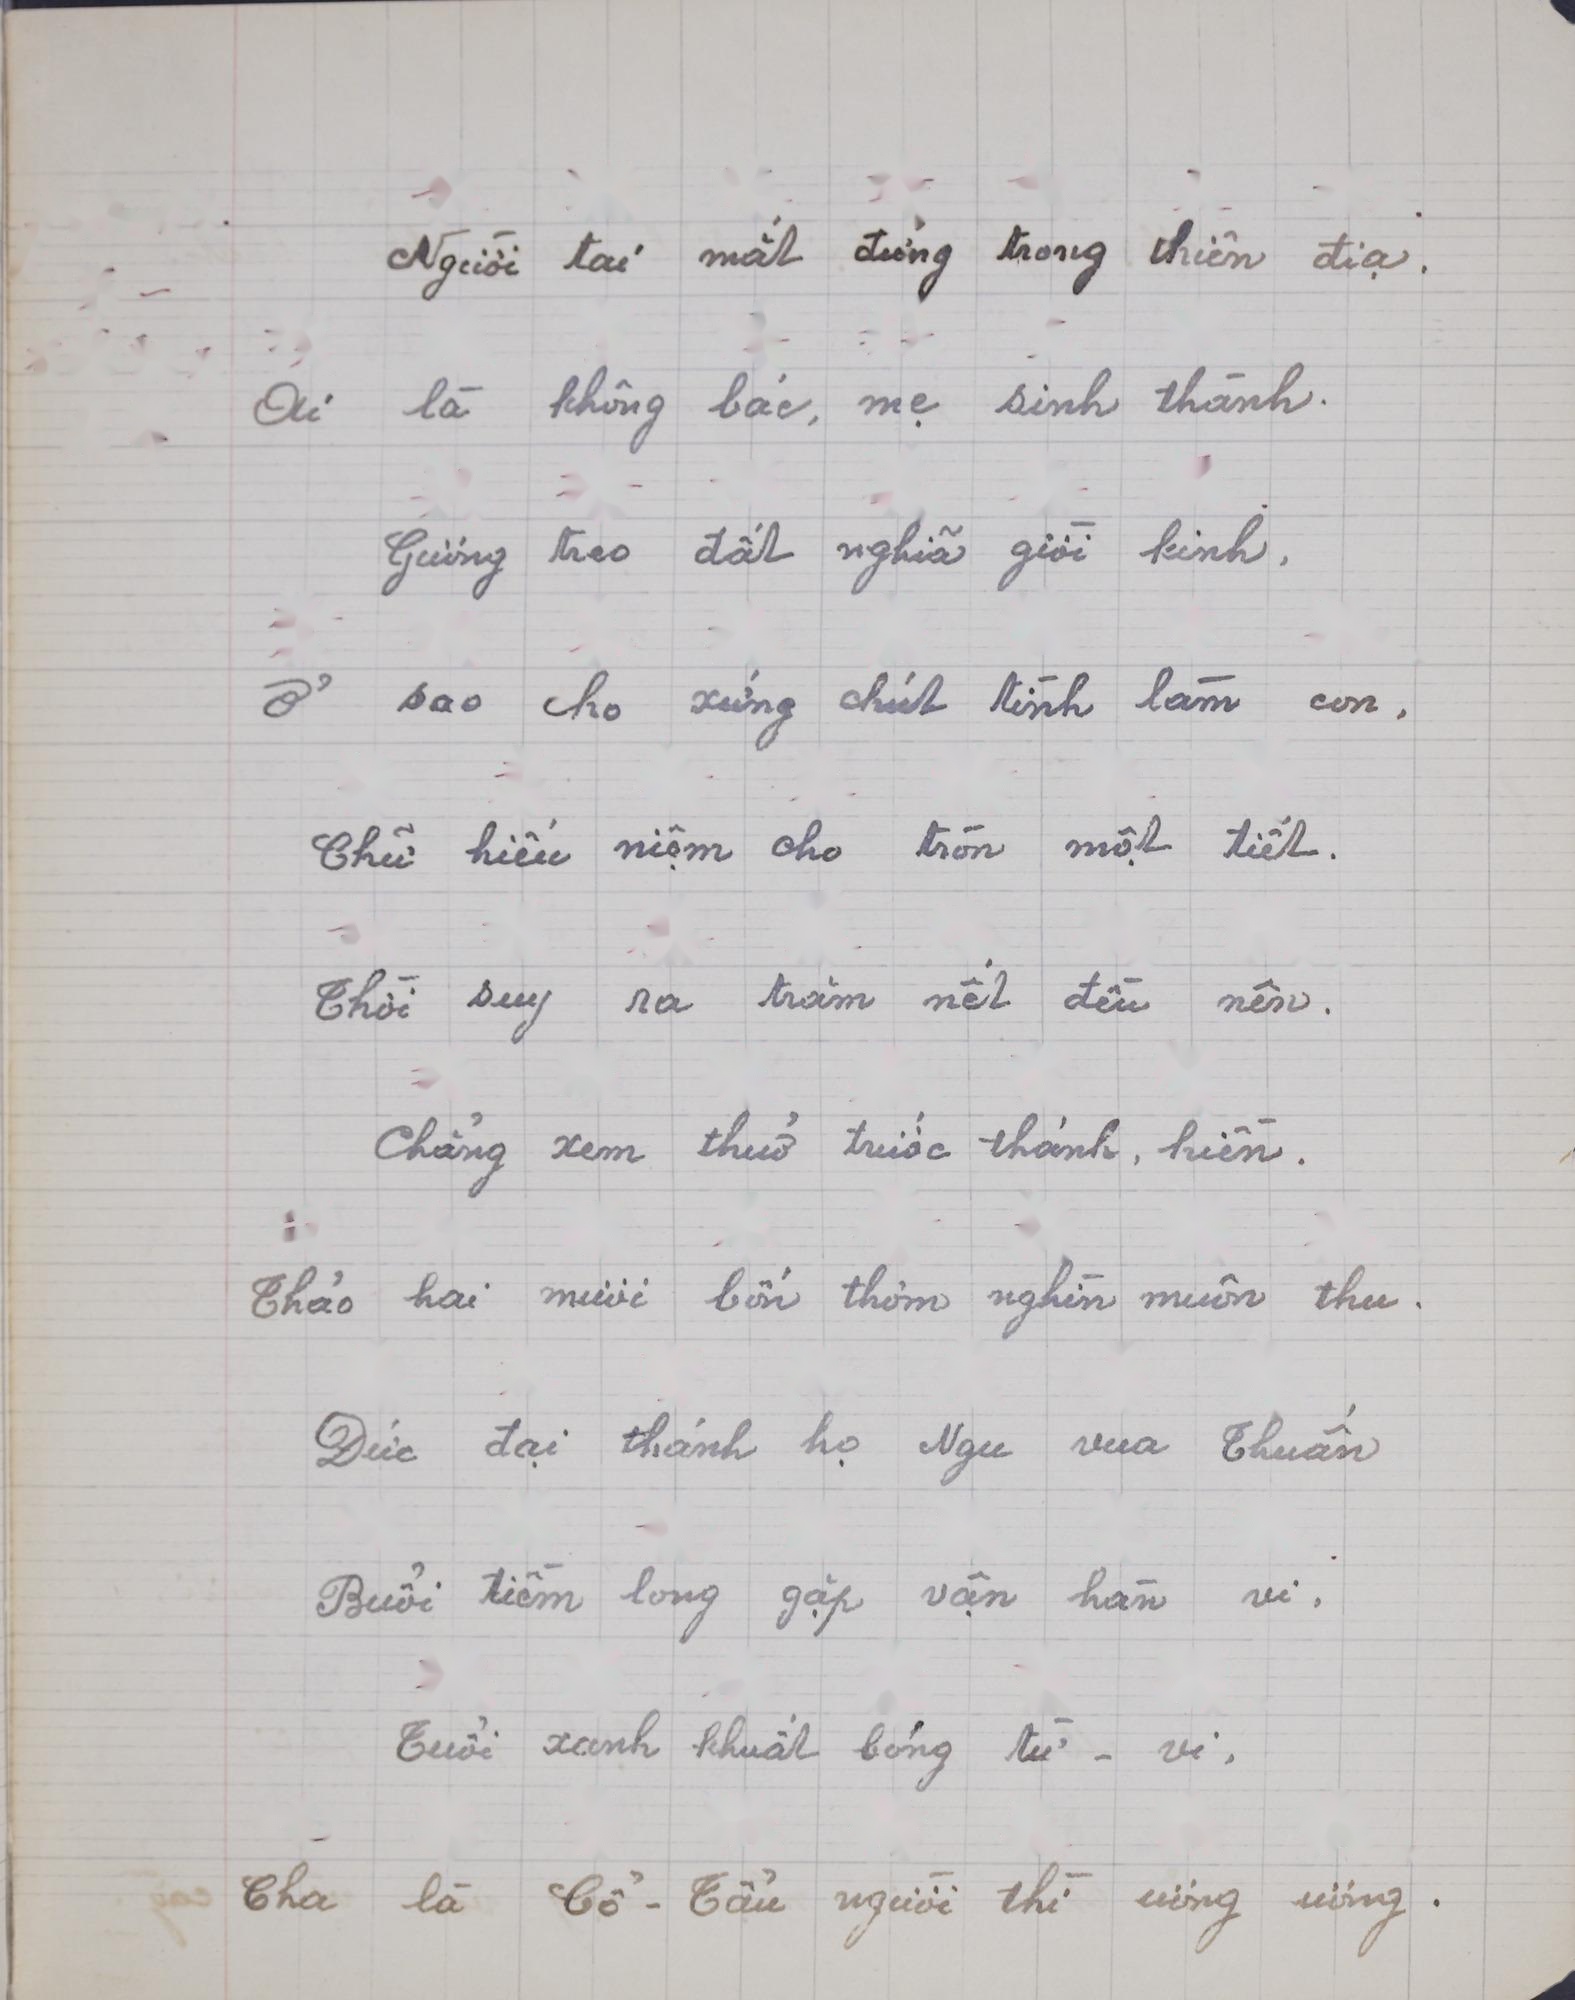 Người tai mắt đứng trong thiên địa.
Ai là không bác, mẹ sinh thành.
Gương treo đất nghĩa giời kinh,
Ở sao cho xứng chút tình làm con,
Chữ hiếu niệm cho tròn một tiết.
Thời suy ra trăm nết đều nên.
Chẳng xem thuở trước thánh, hiền.
Thảo hai mươi bốn thơm nghìn muôn thu.
Đức đại thánh họ Ngu vua Thuấn
Buổi tiềm long gặp vận hàn vi,
Tuổi xanh khuất bóng từ - vi,
Cha là Cổ - Tẩu người thì ương ương.